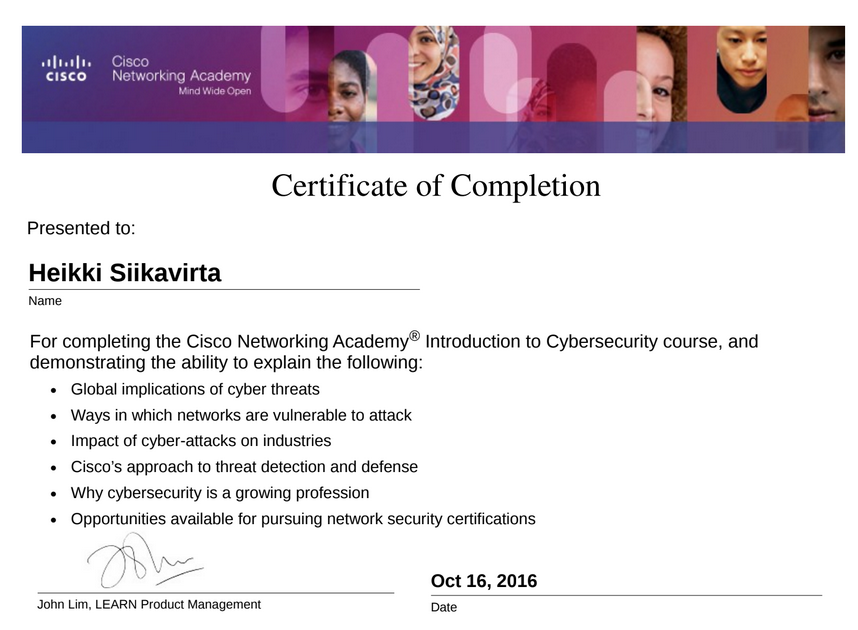 CISCO
Cisco
Networking Academy
Mind Wide Open
Certificate of Completion
Presented to:
Heikki Siikavirta
Name
For completing the Cisco Networking Academy® Introduction to Cybersecurity course, and
demonstrating the ability to explain the following:
• Global implications of cyber threats
• Ways in which networks are vulnerable to attack
• Impact of cyber-attacks on industries
• Cisco’s approach to threat detection and defense
• Why cybersecurity is a growing profession
• Opportunities available for pursuing network security certifications
John Lim, LEARN Product Management
Oct 16, 2016
Date